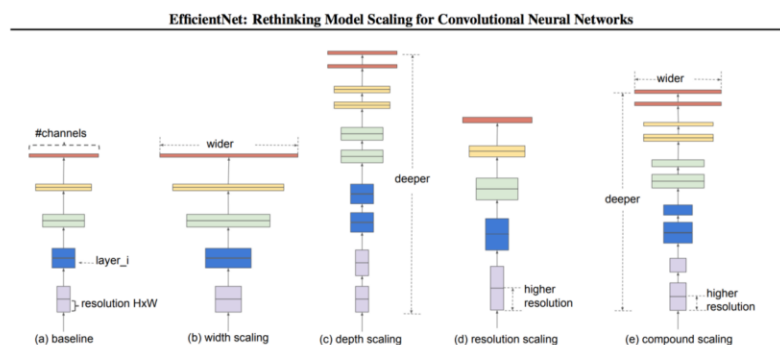 EfficientNet: Rethinking Model Scaling for Convolutional Neural Networks
#channels
layer_i
resolution HxW
(a) baseline
wider
(b) width scaling
deeper
(c) depth scaling
higher
resolution
(d) resolution scaling
wider
deeper
higher
resolution
(e) compound scaling